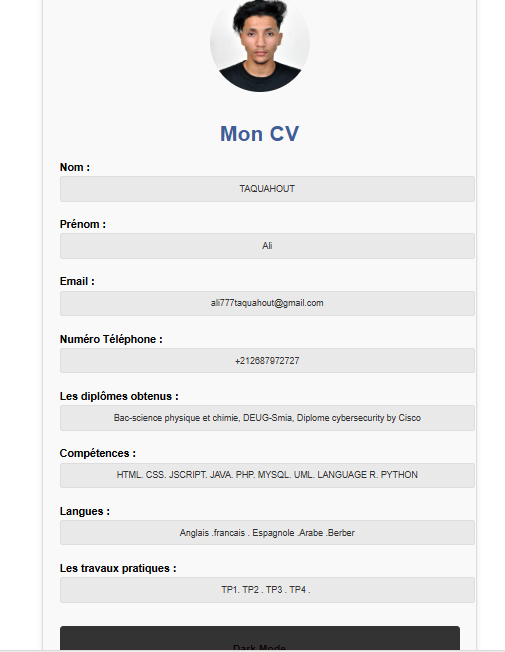 Mon CV
Nom :
TAQUAHOUT
Prénom :
Ali
Email :
ali777taquahout@gmail.com
Numéro Téléphone :
+212687972727
Les diplômes obtenus :
Bac-science physique et chimie, DEUG-Smia, Diplome cybersecurity by Cisco
Compétences :
HTML. CSS. JSCRIPT. JAVA. PHP. MYSQL. UML. LANGUAGE R. PYTHON
Langues :
Anglais .francais . Espagnole .Arabe .Berber
Les travaux pratiques :
TP1. TP2 . TP3 . TP4 .
Dark Mode